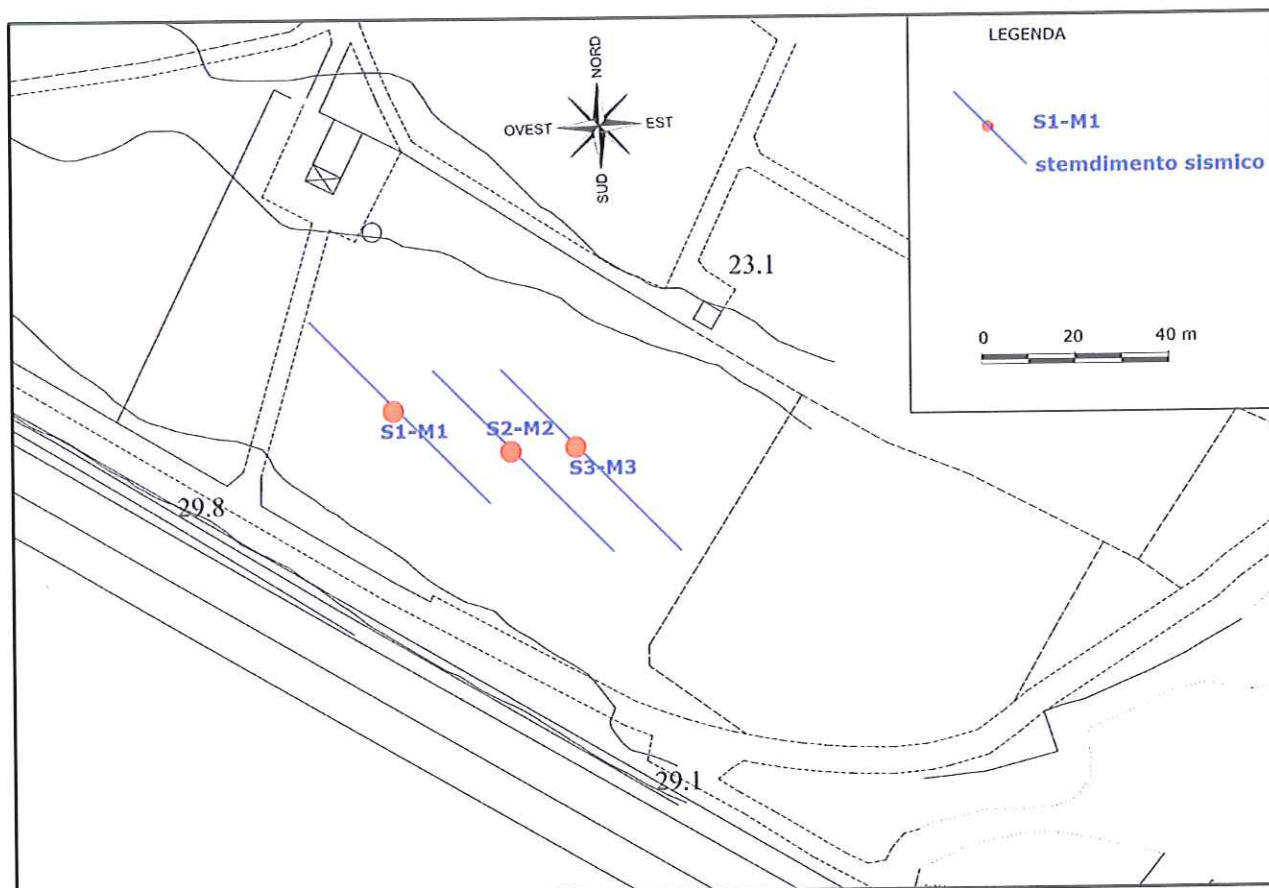 LEGENDA
S1-M1
stemdimento sismico
0 20 40 m
NORD
OVEST
EST
SUD
23.1
S1-M1
S2-M2
S3-M3
29.8
29.1